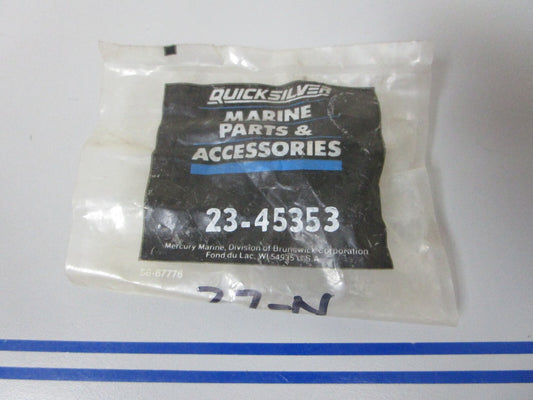 QUICKSILVER
MARINE
PARTS &
ACCESSORIES
23-45353
Mercury Marine, Division of Brunswick Corporation
Fond du Lac, WI 54935 U.S.A.
56-67776
77-N